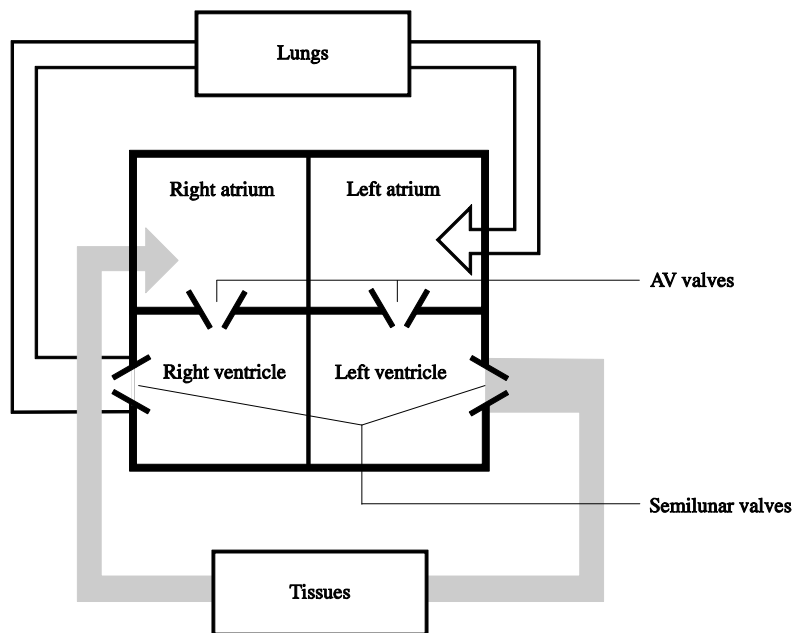 Lungs
Right atrium
Left atrium
AV valves
Right ventricle
Left ventricle
Semilunar valves
Tissues